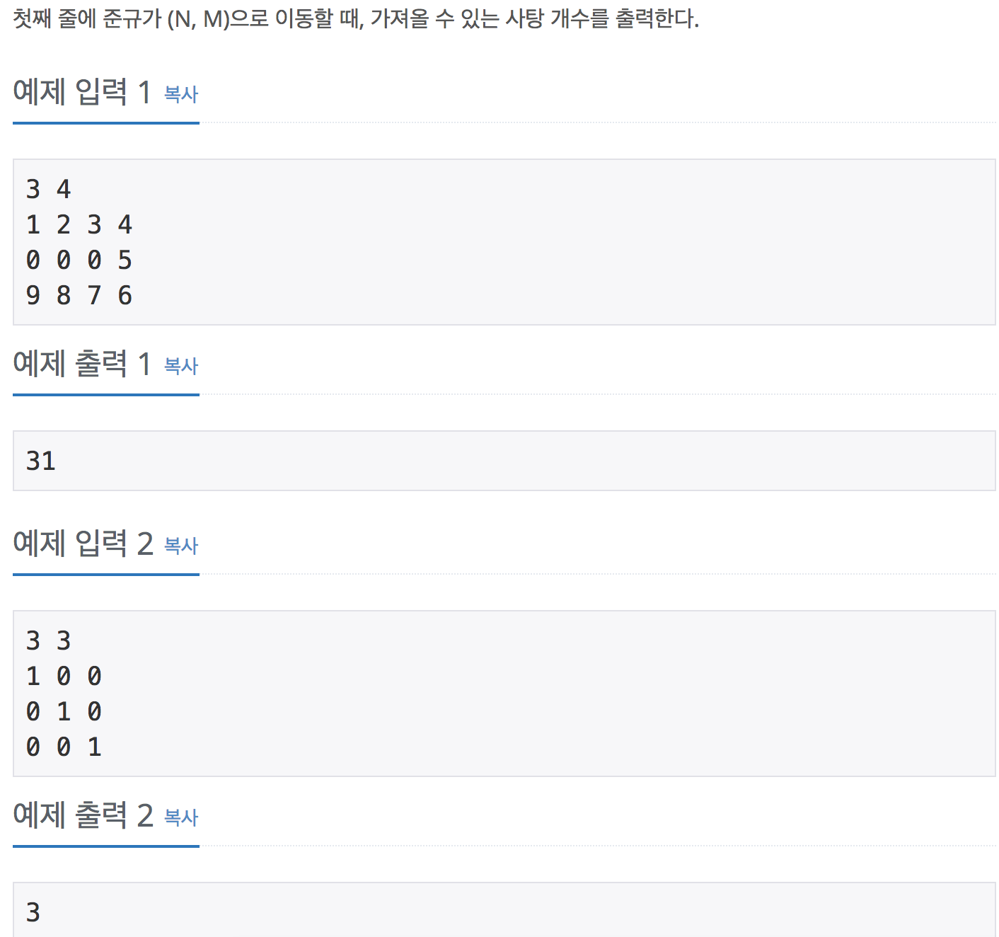 첫째 줄에 준규가 (N, M)으로 이동할 때, 가져올 수 있는 사탕 개수를 출력한다.
예제 입력 1 복사
3 4
1 2 3 4
0 0 0 5
9 8 7 6
예제 출력 1 복사
31
예제 입력 2 복사
3 3
1 0 0
0 1 0
0 0 1
예제 출력 2 복사
3